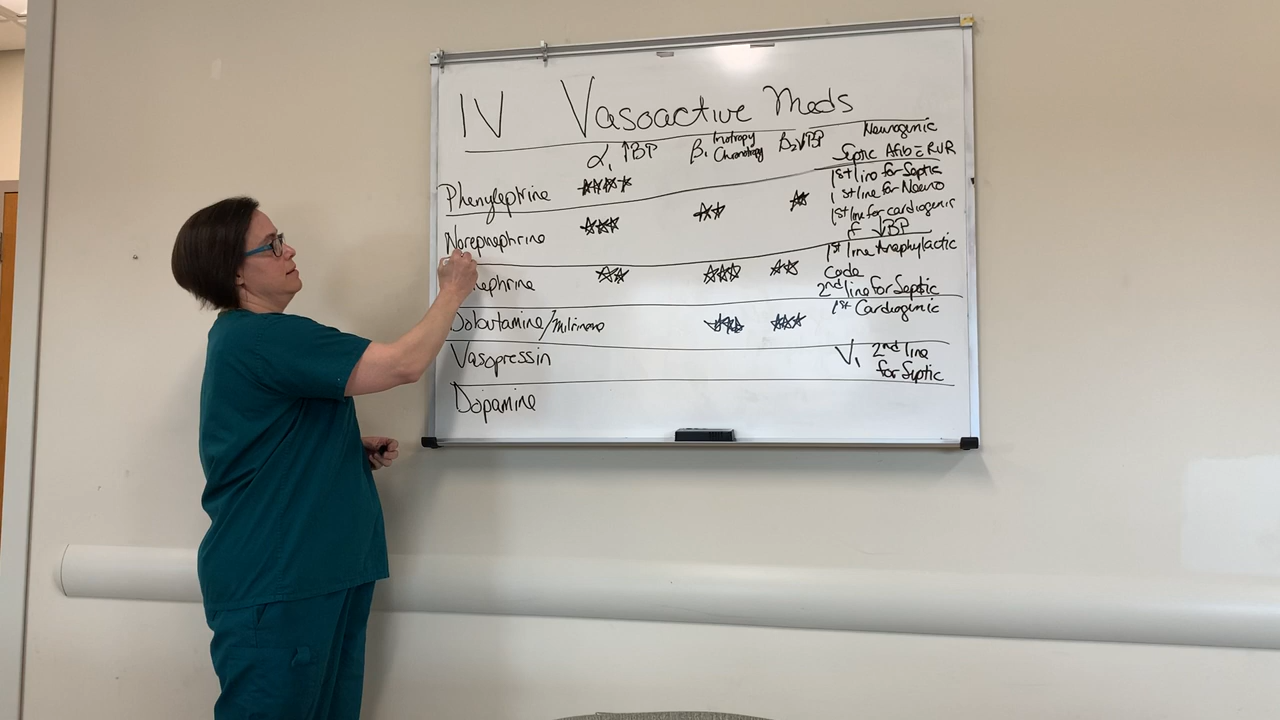 IV Vasoactive Meds
α₁ ↑BP β₁ Inotropy Chronotropy β₂ ↓BP
Neurogenic
Septic Afib c̄ RVR
Phenylephrine ☆☆☆☆
1st line for Septic
1st line for Neuro
1st line for cardiogenic
c̄ ↓BP
Norepinephrine ☆☆☆ ☆☆ ☆
1st line Anaphylactic
Code
2nd line for Septic
nephrine ☆☆ ☆☆☆ ☆☆
1st Cardiogenic
Dobutamine/Milrinone ☆☆☆ ☆☆☆
Vasopressin V₁ 2nd line
for Septic
Dopamine